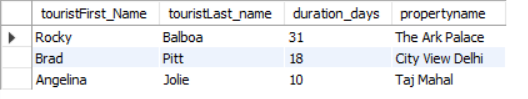 touristFirst_Name touristLast_name duration_days propertyname
Rocky Balboa 31 The Ark Palace
Brad Pitt 18 City View Delhi
Angelina Jolie 10 Taj Mahal